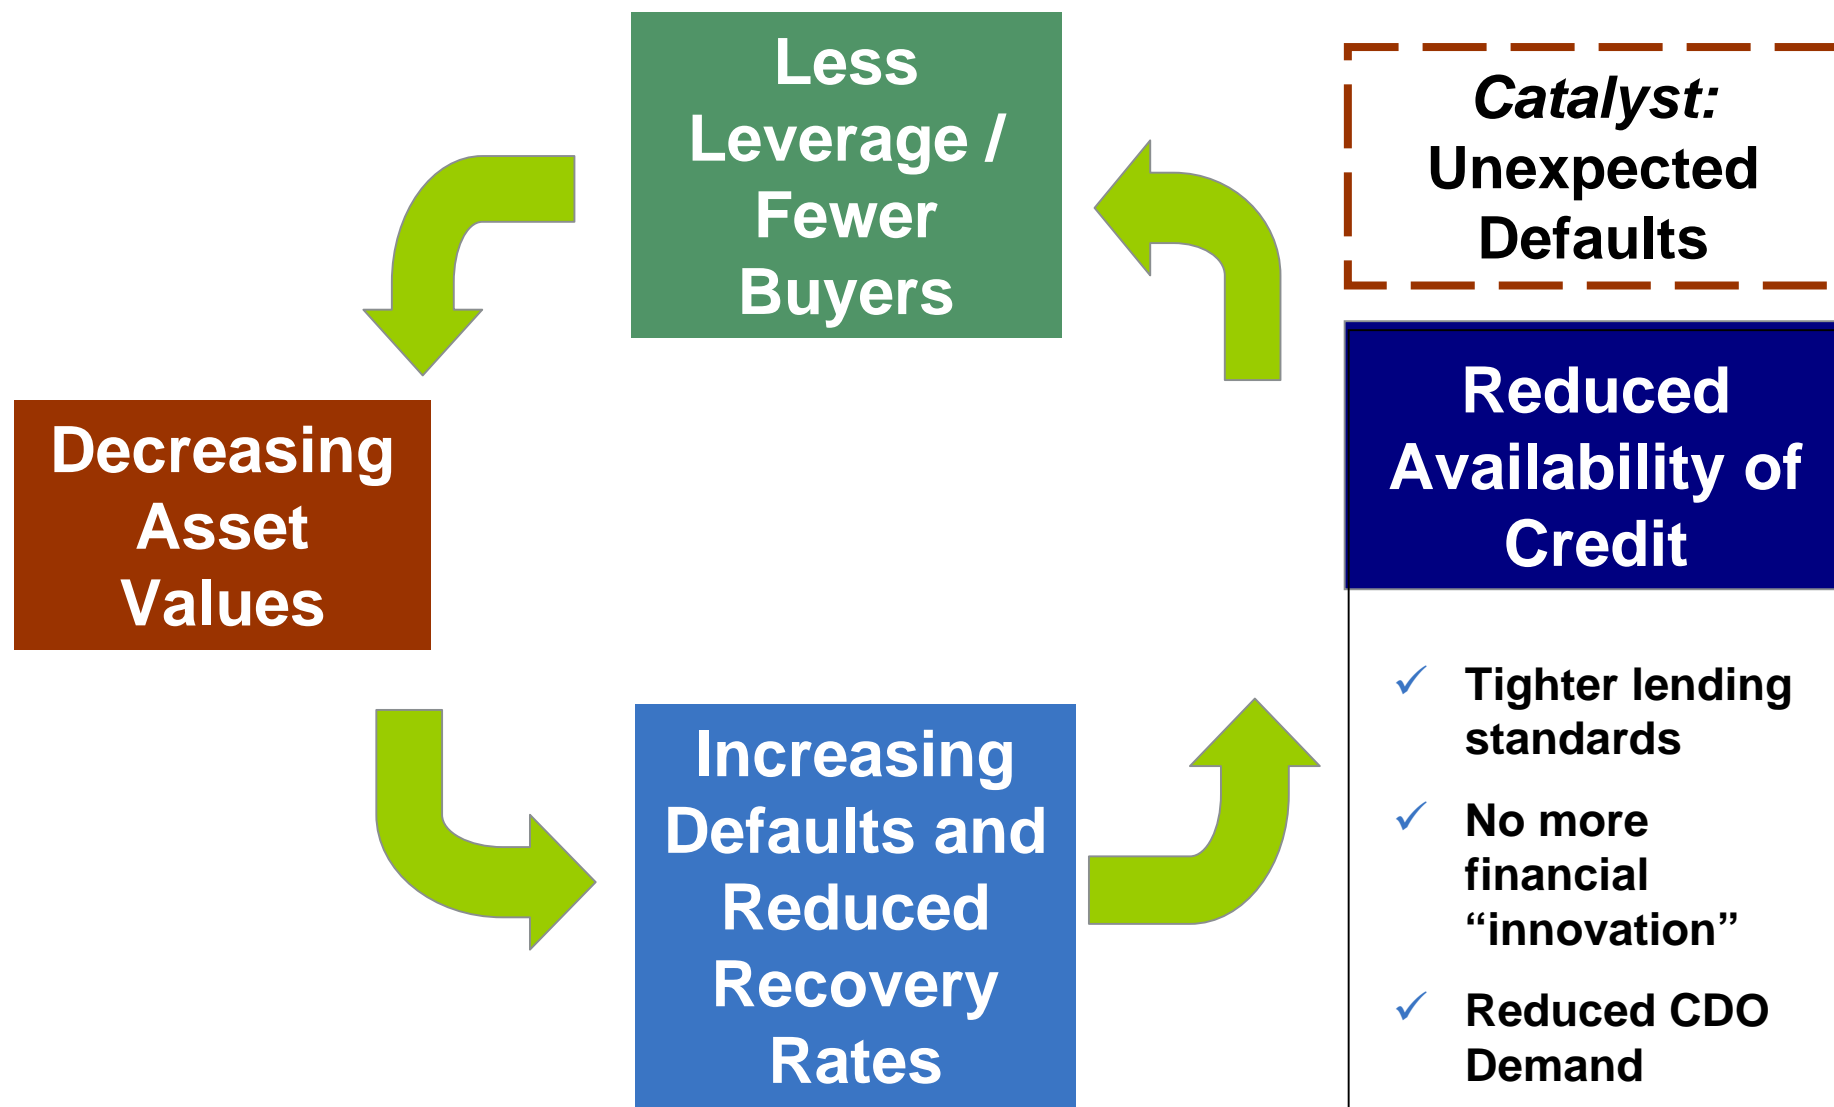 Less
Leverage /
Fewer
Buyers
Catalyst:
Unexpected
Defaults
Decreasing
Asset
Values
Reduced
Availability of
Credit
Increasing
Defaults and
Reduced
Recovery
Rates
✓ Tighter lending
standards
✓ No more
financial
“innovation”
✓ Reduced CDO
Demand